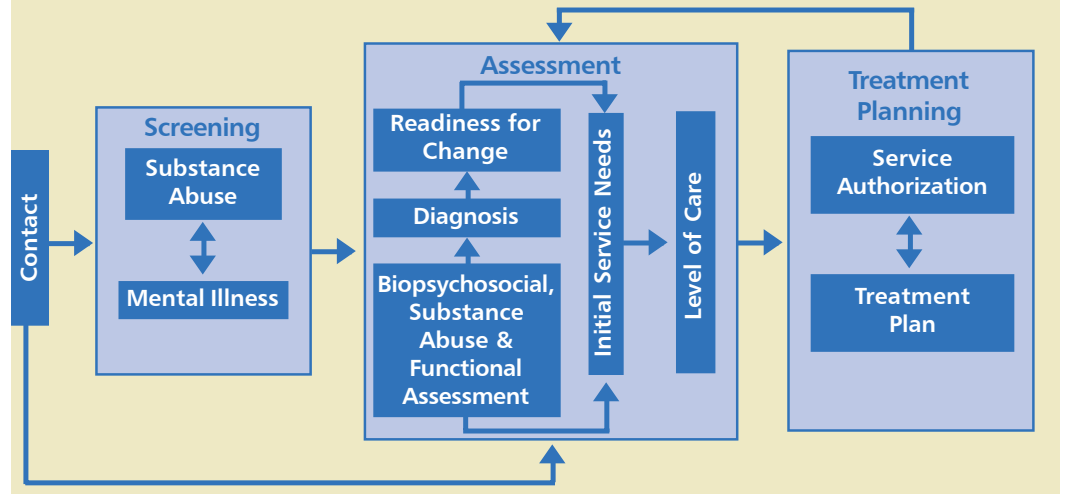 Contact
Screening
Substance
Abuse
Mental Illness
Assessment
Readiness for
Change
Diagnosis
Biopsychosocial,
Substance
Abuse &
Functional
Assessment
Initial Service Needs
Level of Care
Treatment
Planning
Service
Authorization
Treatment
Plan